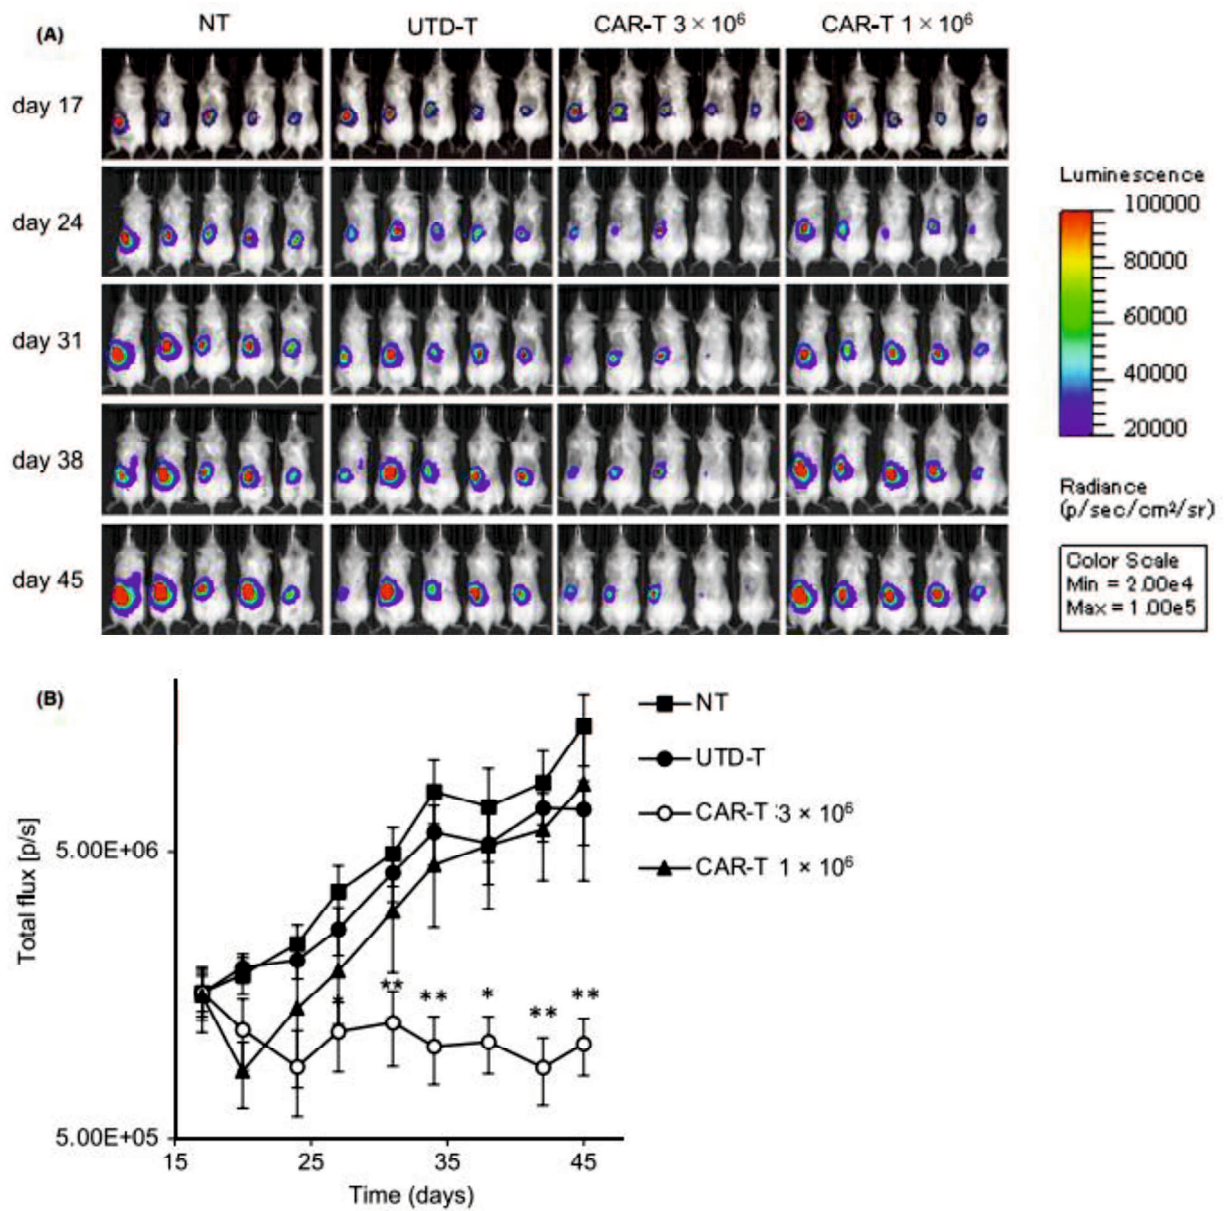 (A)
NT
UTD-T
CAR-T 3 × 10⁶
CAR-T 1 × 10⁶
day 17
day 24
day 31
day 38
day 45
Luminescence
100000
80000
60000
40000
20000
Radiance
(p/sec/cm²/sr)
Color Scale
Min = 2.00e4
Max = 1.00e5
(B)
NT
UTD-T
CAR-T 3 × 10⁶
CAR-T 1 × 10⁶
Total flux [p/s]
5.00E+06
5.00E+05
** ** * ** **
15 25 35 45
Time (days)